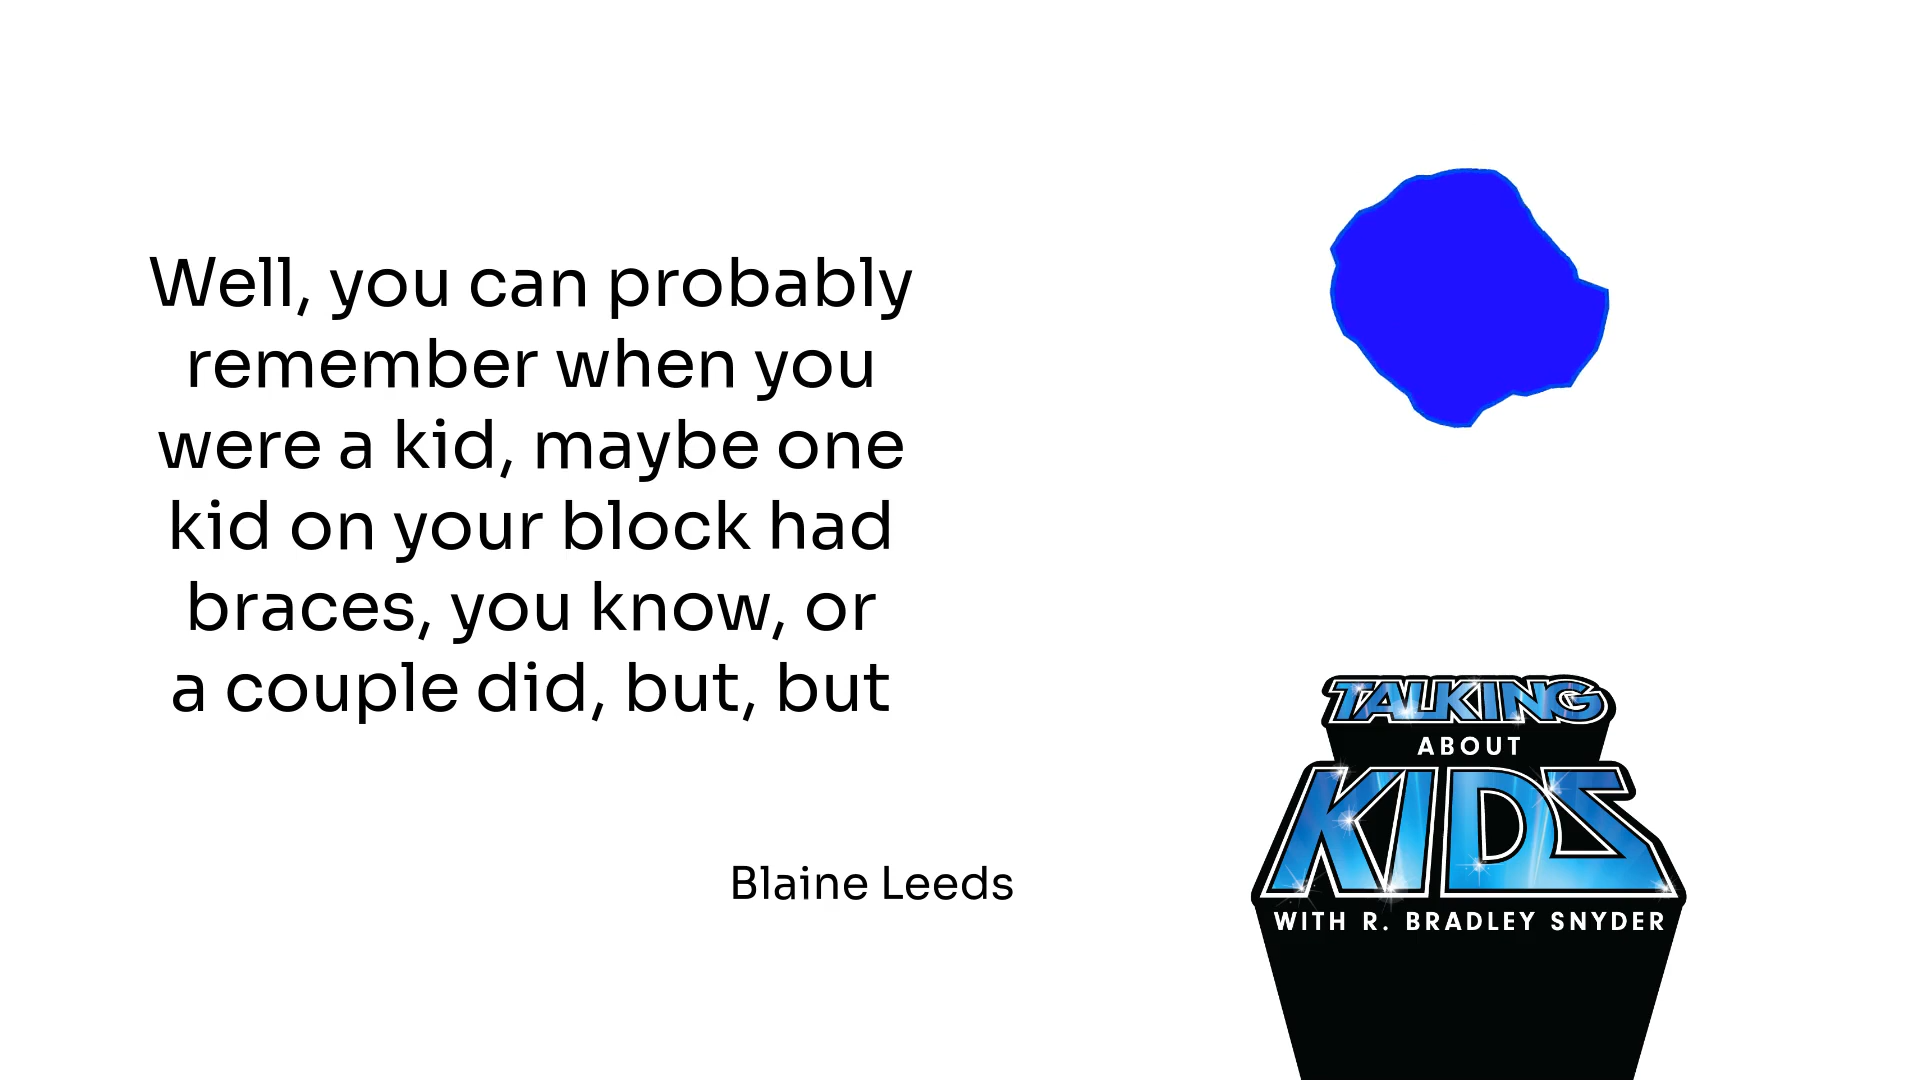 Well, you can probably
remember when you
were a kid, maybe one
kid on your block had
braces, you know, or
a couple did, but, but
Blaine Leeds
TALKING
ABOUT
KIDS
WITH R. BRADLEY SNYDER